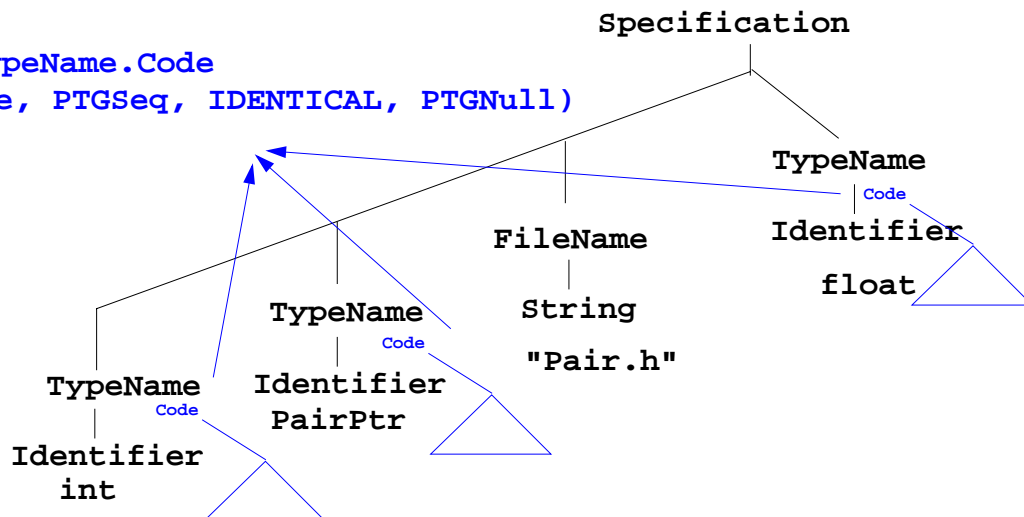 Specification
peName.Code
e, PTGSeq, IDENTICAL, PTGNull)
TypeName
Code
Identifier
float
FileName
String
"Pair.h"
TypeName
Code
Identifier
PairPtr
TypeName
Code
Identifier
int